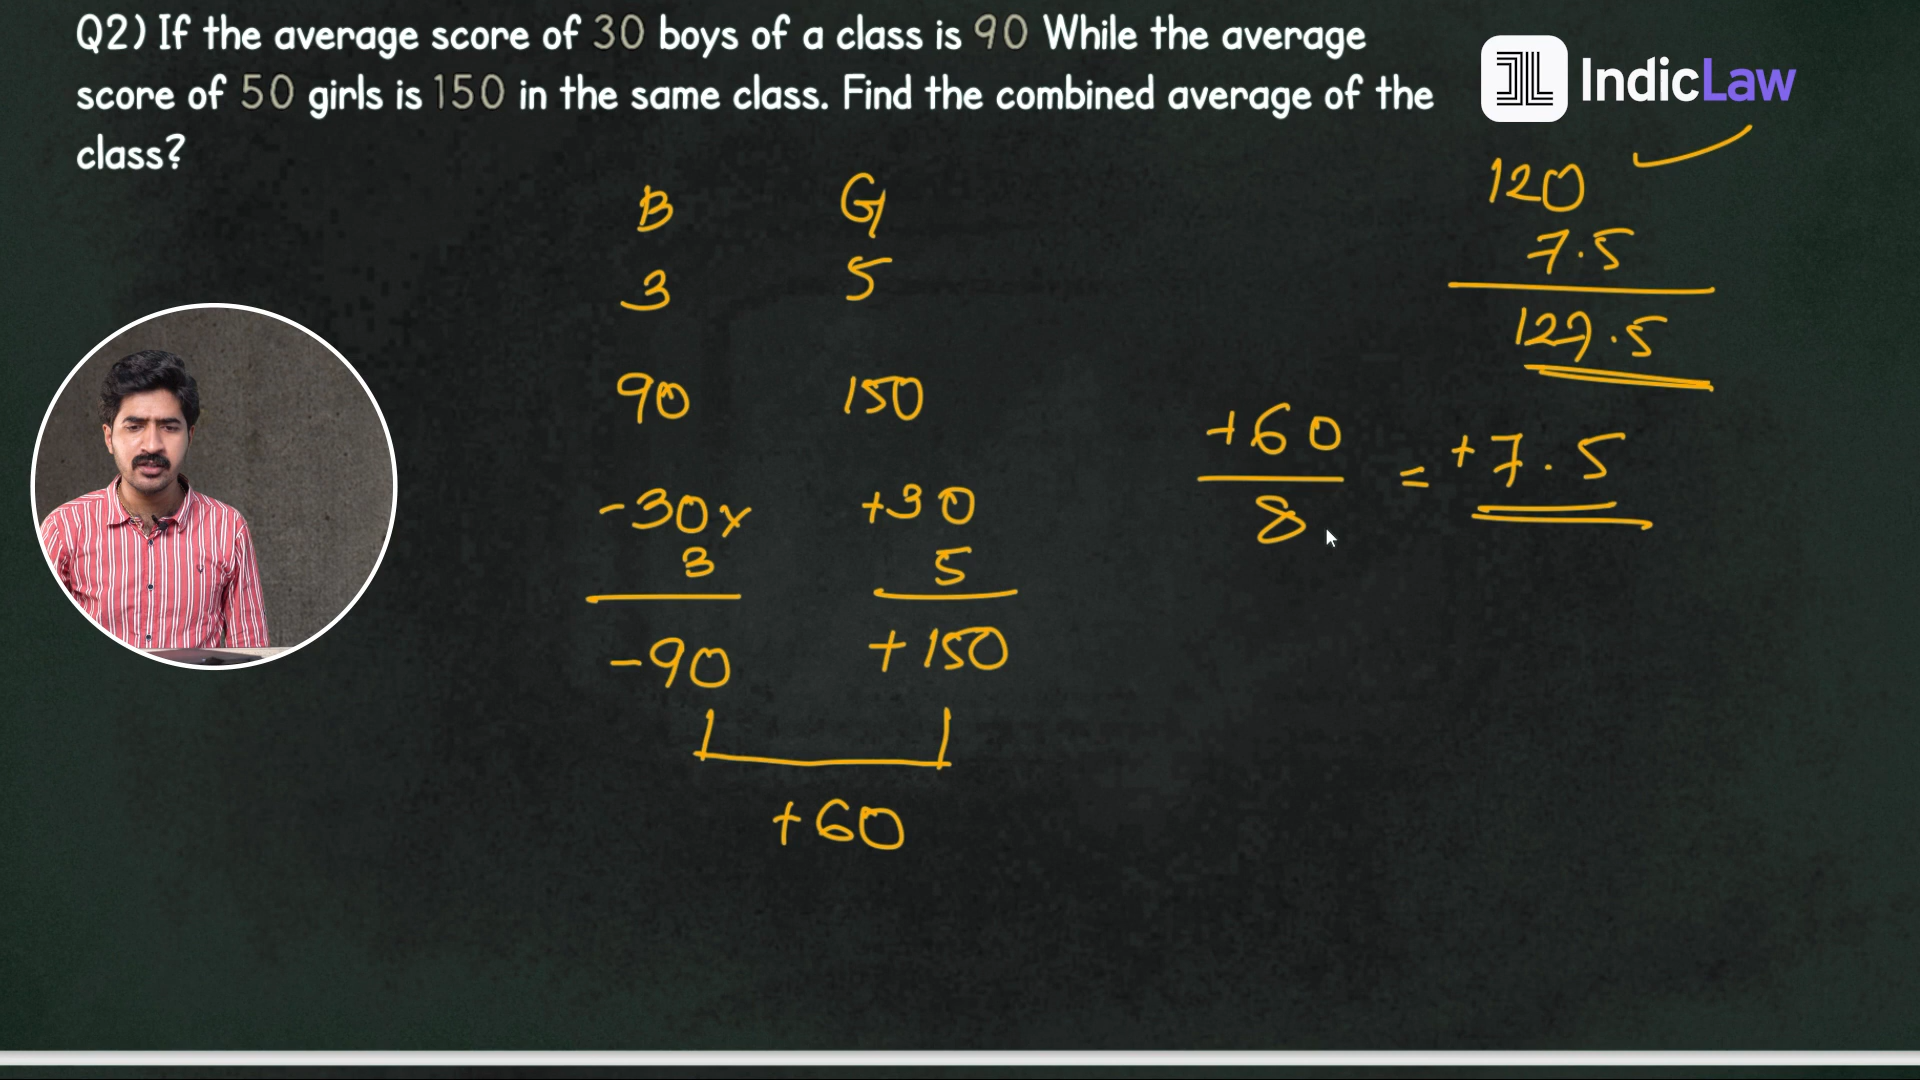 Q2) If the average score of 30 boys of a class is 90 While the average
score of 50 girls is 150 in the same class. Find the combined average of the
class?
IndicLaw
B G
3 5
90 150
-30x +30
3 5
-90 +150
+60
120
7.5
127.5
+60
8
= +7.5